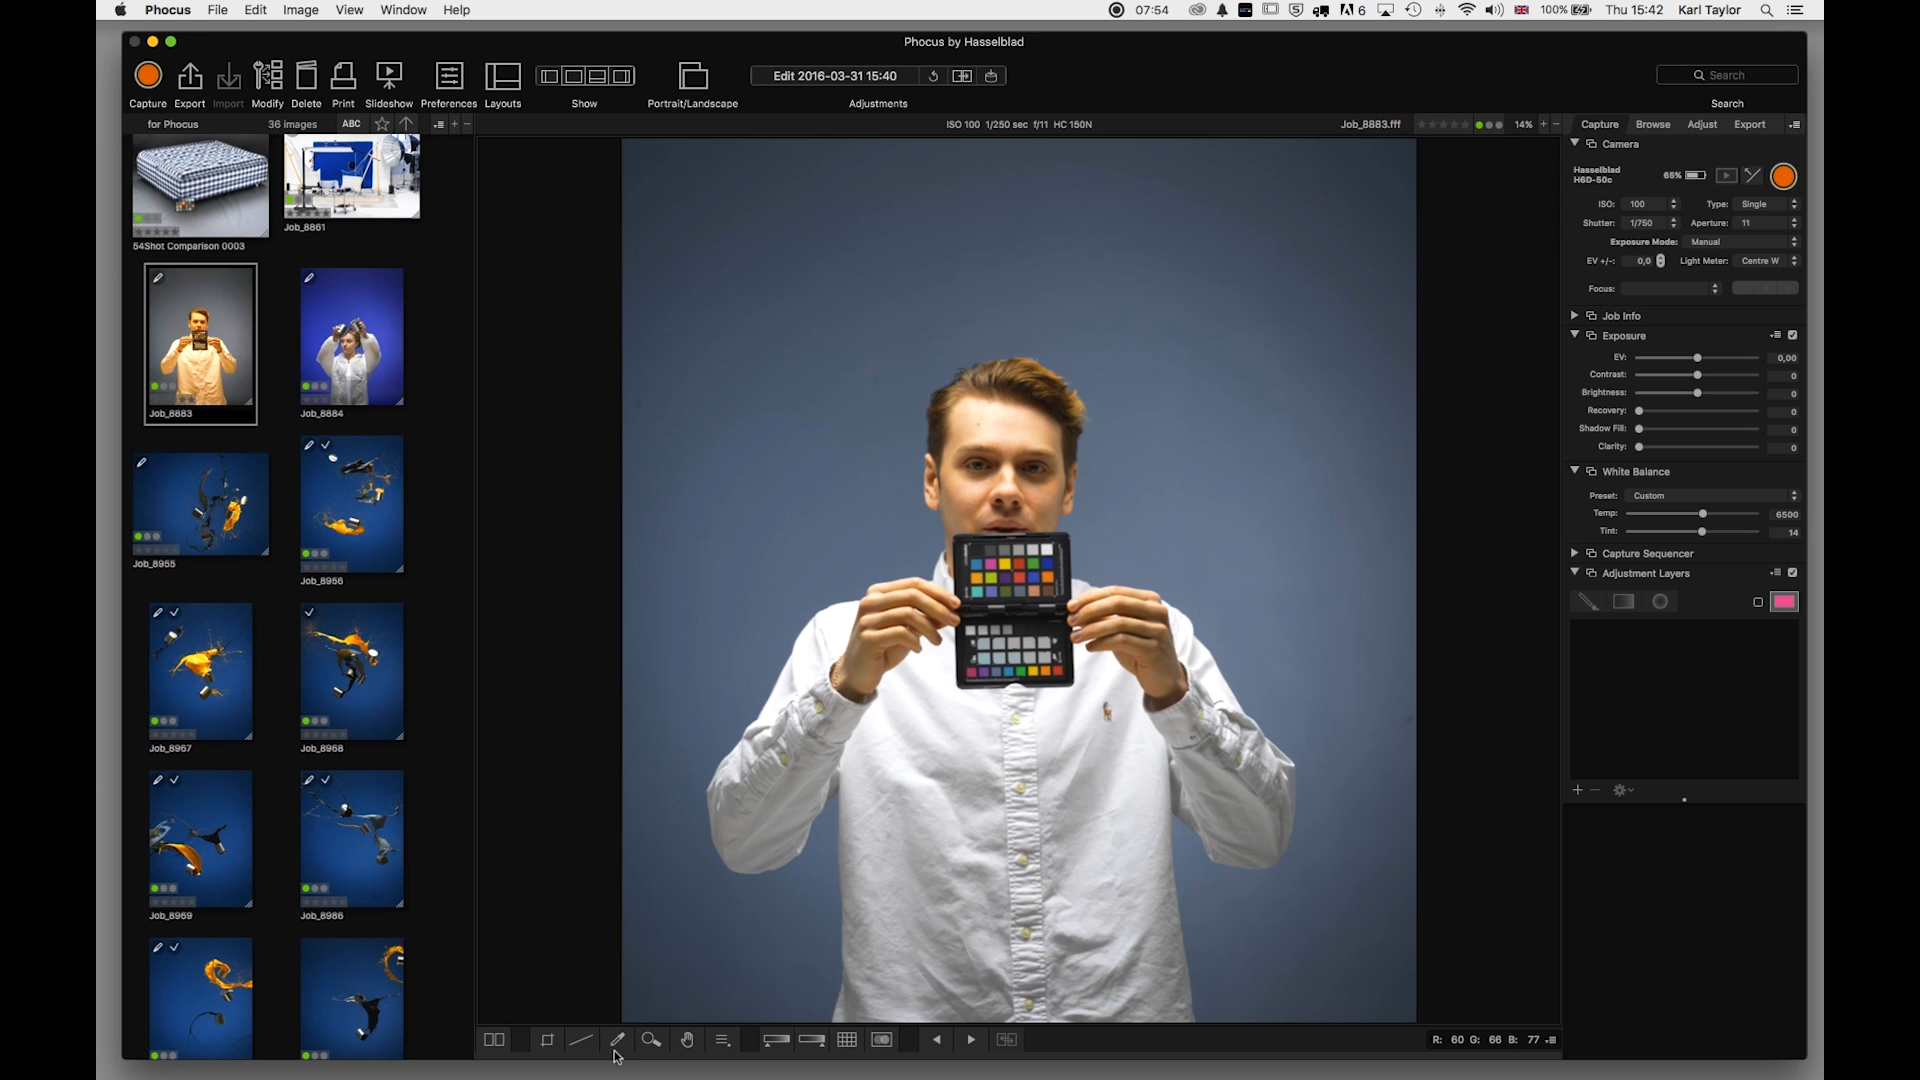 Phocus File Edit Image View Window Help
07:54 6 100% Thu 15:42 Karl Taylor
Phocus by Hasselblad
Edit 2016-03-31 15:40
Search
Capture Export Import Modify Delete Print Slideshow Preferences Layouts Show Portrait/Landscape Adjustments Search
for Phocus 36 images ABC
ISO 100 1/250 sec f/11 HC 150N
Job_8883.fff
14% + −
Capture Browse Adjust Export
54Shot Comparison 0003
Job_8861
Job_8883
Job_8884
Job_8955
Job_8956
Job_8967
Job_8968
Job_8969
Job_8986
Camera
Hasselblad
H6D-50c
65%
ISO: 100 Type: Single
Shutter: 1/750 Aperture: 11
Exposure Mode: Manual
EV +/-: 0,0 Light Meter: Centre W
Focus:
Job Info
Exposure
EV: 0,00
Contrast: 0
Brightness: 0
Recovery: 0
Shadow Fill: 0
Clarity: 0
White Balance
Preset: Custom
Temp: 6500
Tint: 14
Capture Sequencer
Adjustment Layers
R: 60 G: 66 B: 77